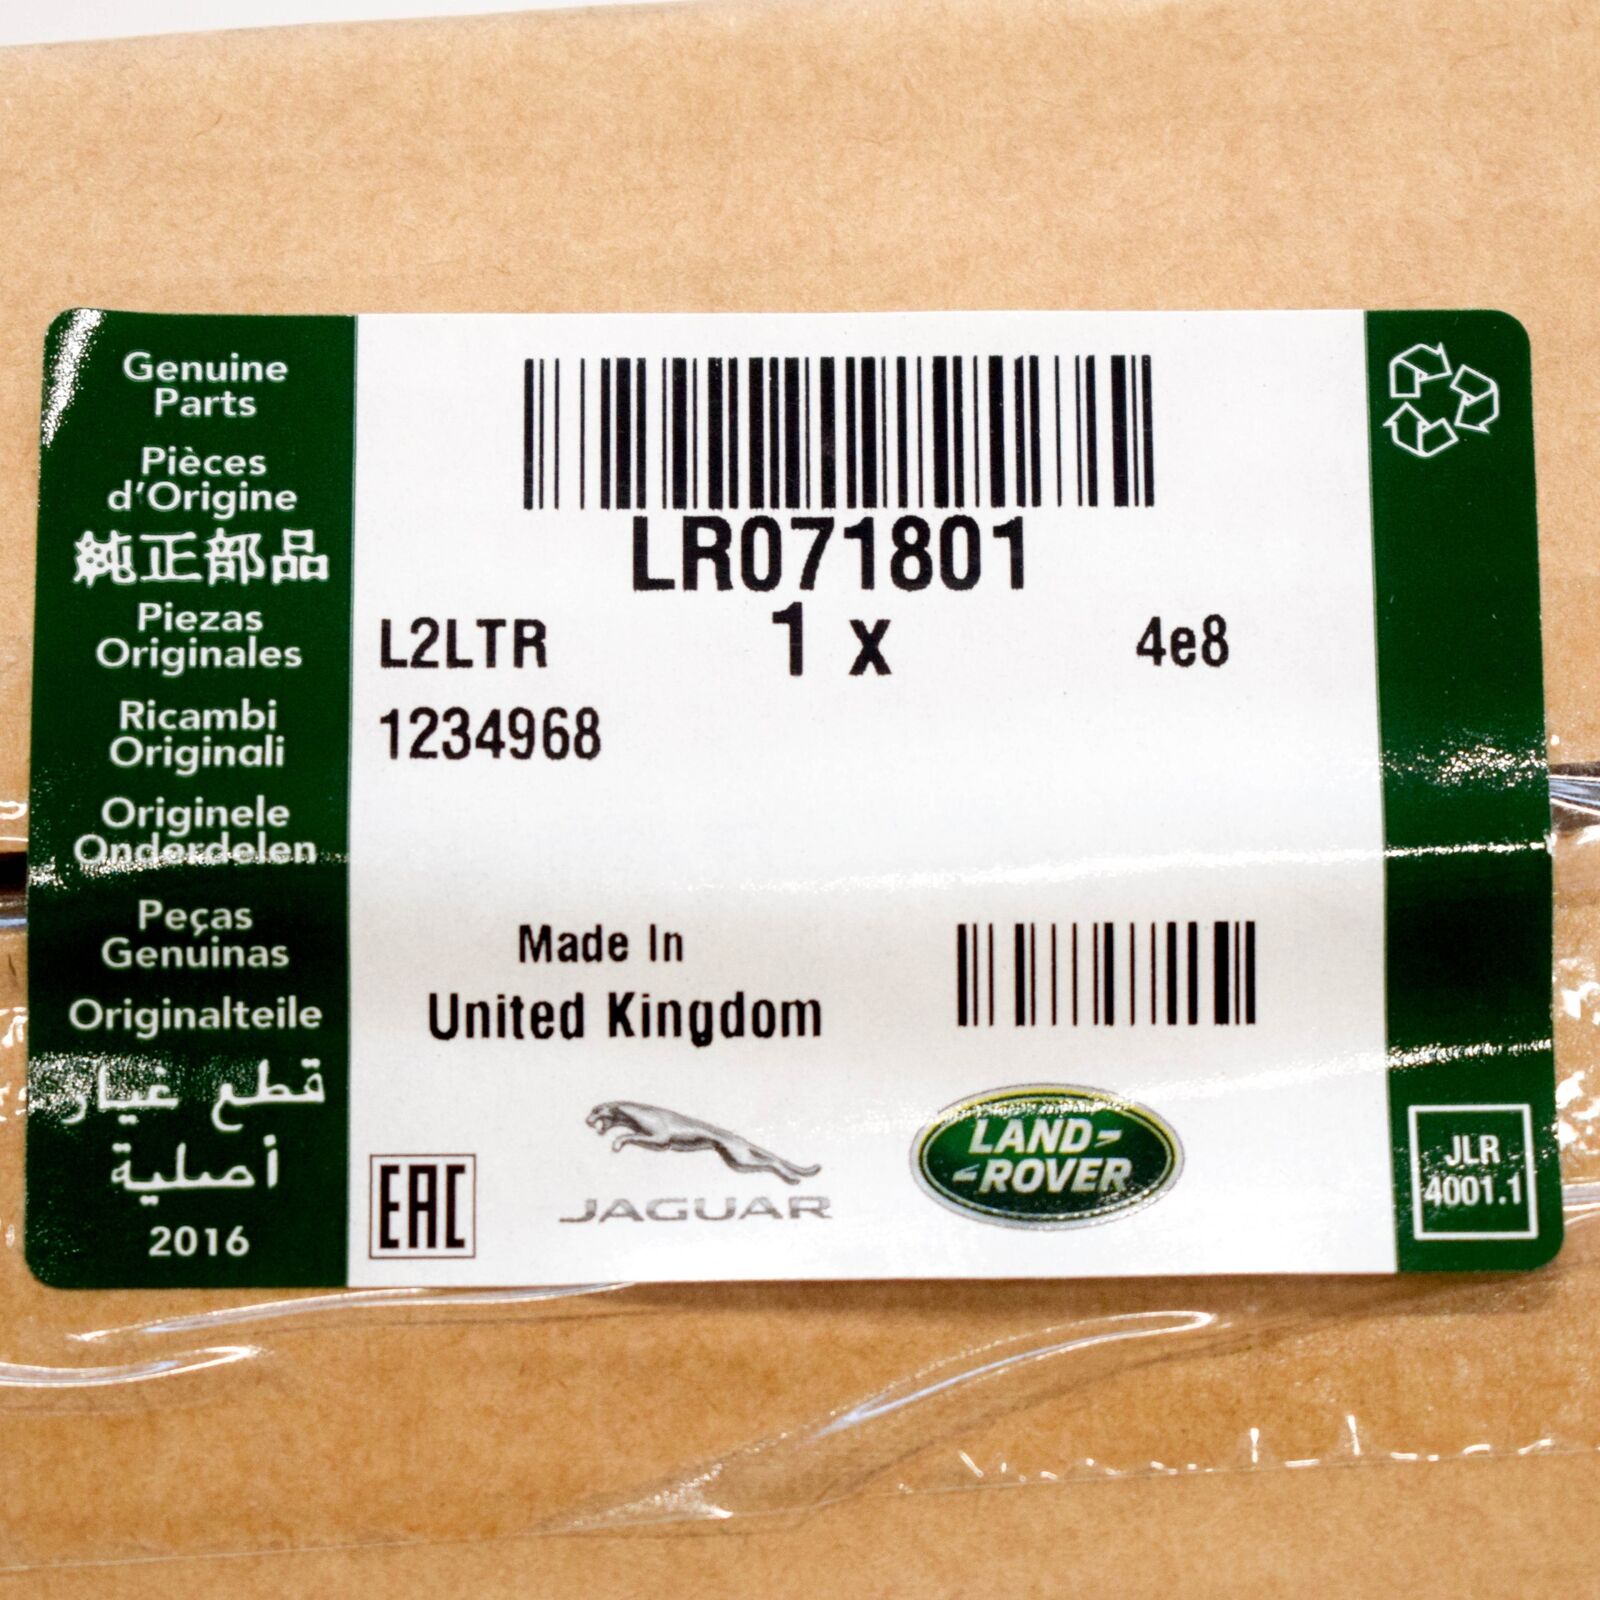 Genuine
Parts
Pièces
d'Origine
純正部品
Piezas
Originales
Ricambi
Originali
Originele
Onderdelen
Peças
Genuinas
Originalteile
قطع غيار
أصلية
2016
LR071801
L2LTR 1 x 4e8
1234968
Made In
United Kingdom
EAC
JAGUAR
LAND-
-ROVER
JLR
4001.1